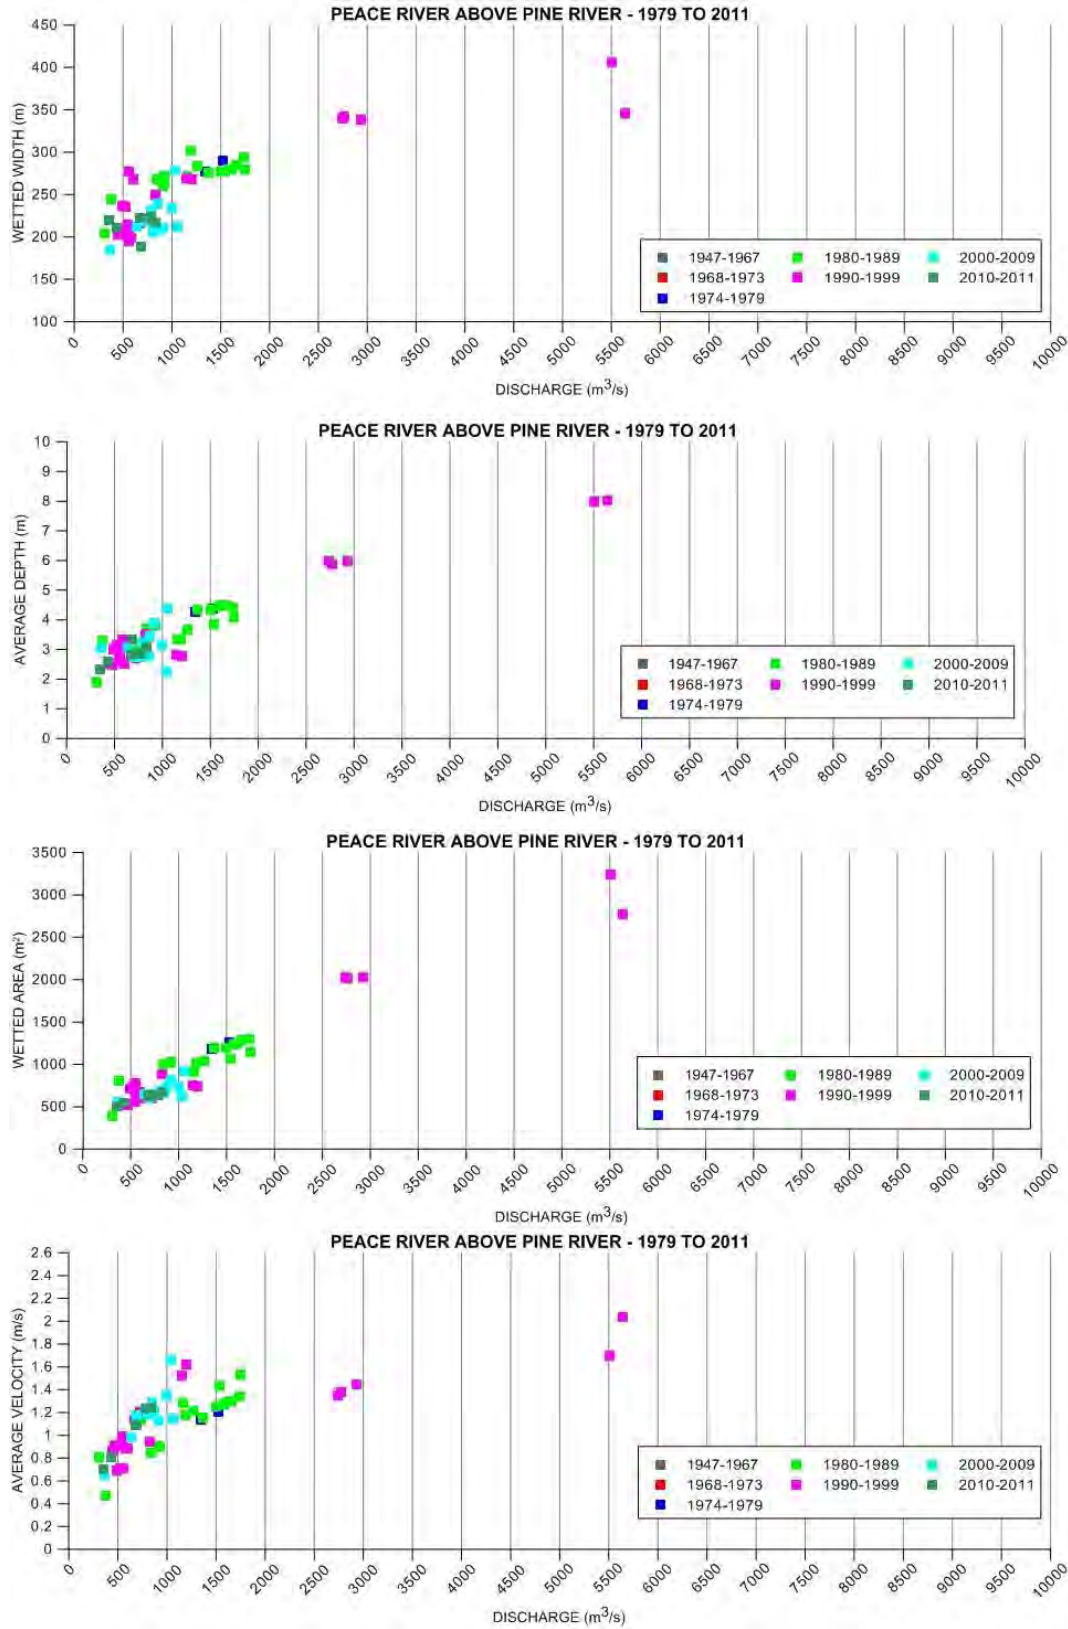 PEACE RIVER ABOVE PINE RIVER - 1979 TO 2011
450
400
350
300
250
200
150
100
WETTED WIDTH (m)
0 500 1000 1500 2000 2500 3000 3500 4000 4500 5000 5500 6000 6500 7000 7500 8000 8500 9000 9500 10000
DISCHARGE (m³/s)
1947-1967 1980-1989 2000-2009
1968-1973 1990-1999 2010-2011
1974-1979
PEACE RIVER ABOVE PINE RIVER - 1979 TO 2011
10
9
8
7
6
5
4
3
2
1
0
AVERAGE DEPTH (m)
0 500 1000 1500 2000 2500 3000 3500 4000 4500 5000 5500 6000 6500 7000 7500 8000 8500 9000 9500 10000
DISCHARGE (m³/s)
1947-1967 1980-1989 2000-2009
1968-1973 1990-1999 2010-2011
1974-1979
PEACE RIVER ABOVE PINE RIVER - 1979 TO 2011
3500
3000
2500
2000
1500
1000
500
0
WETTED AREA (m²)
0 500 1000 1500 2000 2500 3000 3500 4000 4500 5000 5500 6000 6500 7000 7500 8000 8500 9000 9500 10000
DISCHARGE (m³/s)
1947-1967 1980-1989 2000-2009
1968-1973 1990-1999 2010-2011
1974-1979
PEACE RIVER ABOVE PINE RIVER - 1979 TO 2011
2.6
2.4
2.2
2
1.8
1.6
1.4
1.2
1
0.8
0.6
0.4
0.2
0
AVERAGE VELOCITY (m/s)
0 500 1000 1500 2000 2500 3000 3500 4000 4500 5000 5500 6000 6500 7000 7500 8000 8500 9000 9500 10000
DISCHARGE (m³/s)
1947-1967 1980-1989 2000-2009
1968-1973 1990-1999 2010-2011
1974-1979